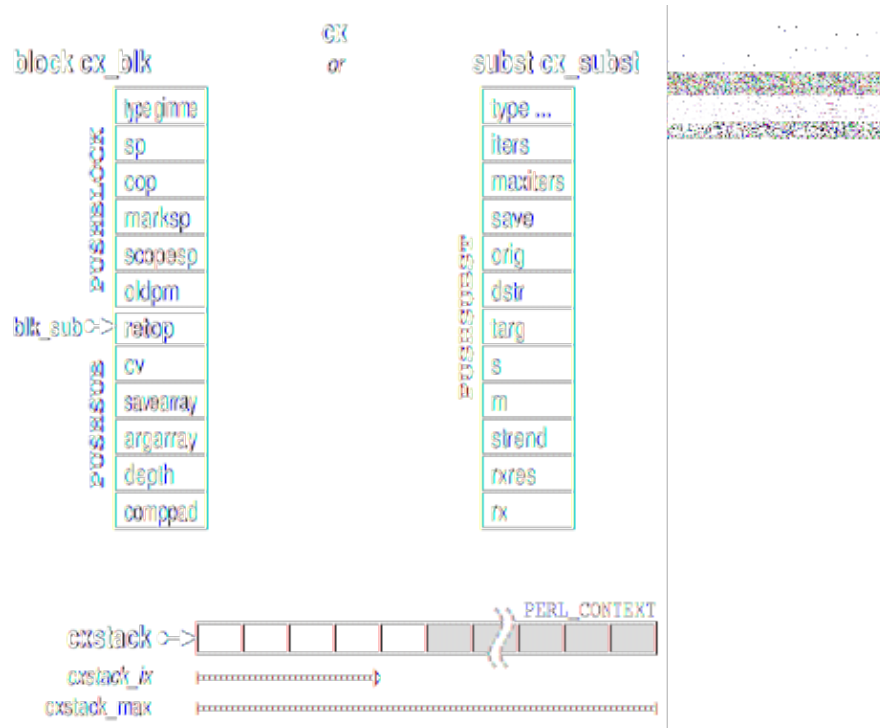 cx
or
block cx_blk
type gimme
sp
cop
marksp
scopesp
oldpm
retop
cv
savearray
argarray
depth
comppad
PUSHBLOCK
blk_sub
PUSHSUB
subst cx_subst
type ...
iters
maxiters
save
orig
dstr
targ
s
m
strend
rxres
rx
PUSHSUBST
PERL_CONTEXT
cxstack
cxstack_ix
cxstack_max